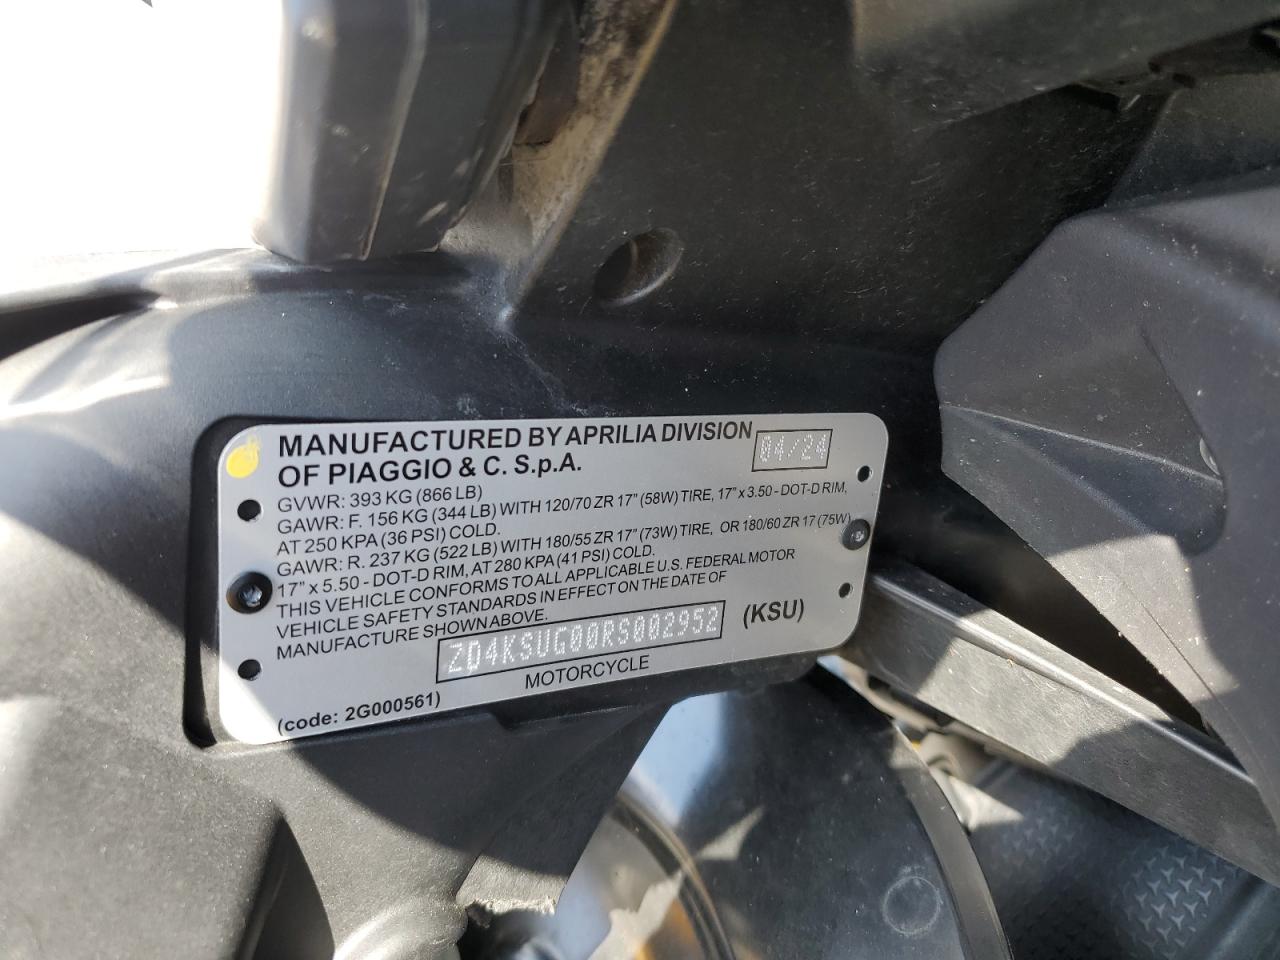 MANUFACTURED BY APRILIA DIVISION
OF PIAGGIO & C. S.p.A.
04/24
GVWR: 393 KG (866 LB)
GAWR: F. 156 KG (344 LB) WITH 120/70 ZR 17" (58W) TIRE, 17" x 3.50 - DOT-D RIM,
AT 250 KPA (36 PSI) COLD.
GAWR: R. 237 KG (522 LB) WITH 180/55 ZR 17" (73W) TIRE, OR 180/60 ZR 17 (75W)
17" x 5.50 - DOT-D RIM, AT 280 KPA (41 PSI) COLD.
THIS VEHICLE CONFORMS TO ALL APPLICABLE U.S. FEDERAL MOTOR
VEHICLE SAFETY STANDARDS IN EFFECT ON THE DATE OF
MANUFACTURE SHOWN ABOVE.
ZD4KSUG00RS002952 (KSU)
MOTORCYCLE
(code: 2G000561)